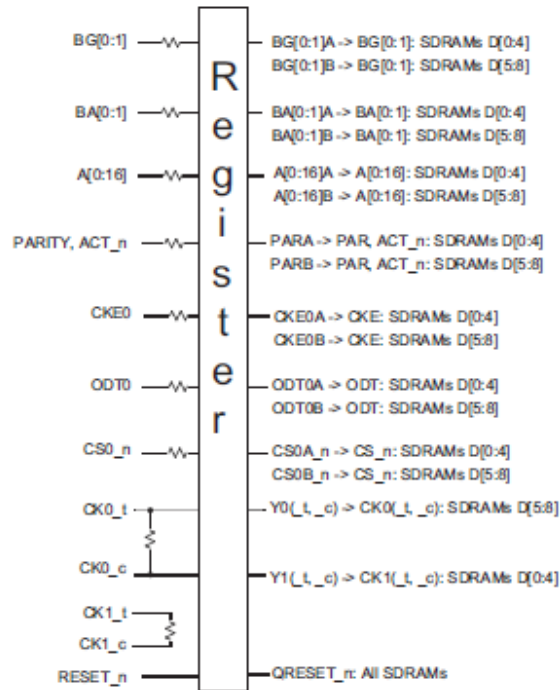 BG[0:1]
BG[0:1]A -> BG[0:1]: SDRAMs D[0:4]
BG[0:1]B -> BG[0:1]: SDRAMs D[5:8]
BA[0:1]
BA[0:1]A -> BA[0:1]: SDRAMs D[0:4]
BA[0:1]B -> BA[0:1]: SDRAMs D[5:8]
A[0:16]
A[0:16]A -> A[0:16]: SDRAMs D[0:4]
A[0:16]B -> A[0:16]: SDRAMs D[5:8]
PARITY, ACT_n
PARA -> PAR, ACT_n: SDRAMs D[0:4]
PARB -> PAR, ACT_n: SDRAMs D[5:8]
CKE0
CKE0A -> CKE: SDRAMs D[0:4]
CKE0B -> CKE: SDRAMs D[5:8]
ODT0
ODT0A -> ODT: SDRAMs D[0:4]
ODT0B -> ODT: SDRAMs D[5:8]
CS0_n
CS0A_n -> CS_n: SDRAMs D[0:4]
CS0B_n -> CS_n: SDRAMs D[5:8]
CK0_t
Y0(_t, _c) -> CK0(_t, _c): SDRAMs D[5:8]
CK0_c
Y1(_t, _c) -> CK1(_t, _c): SDRAMs D[0:4]
CK1_t
CK1_c
RESET_n
QRESET_n: All SDRAMs
Register